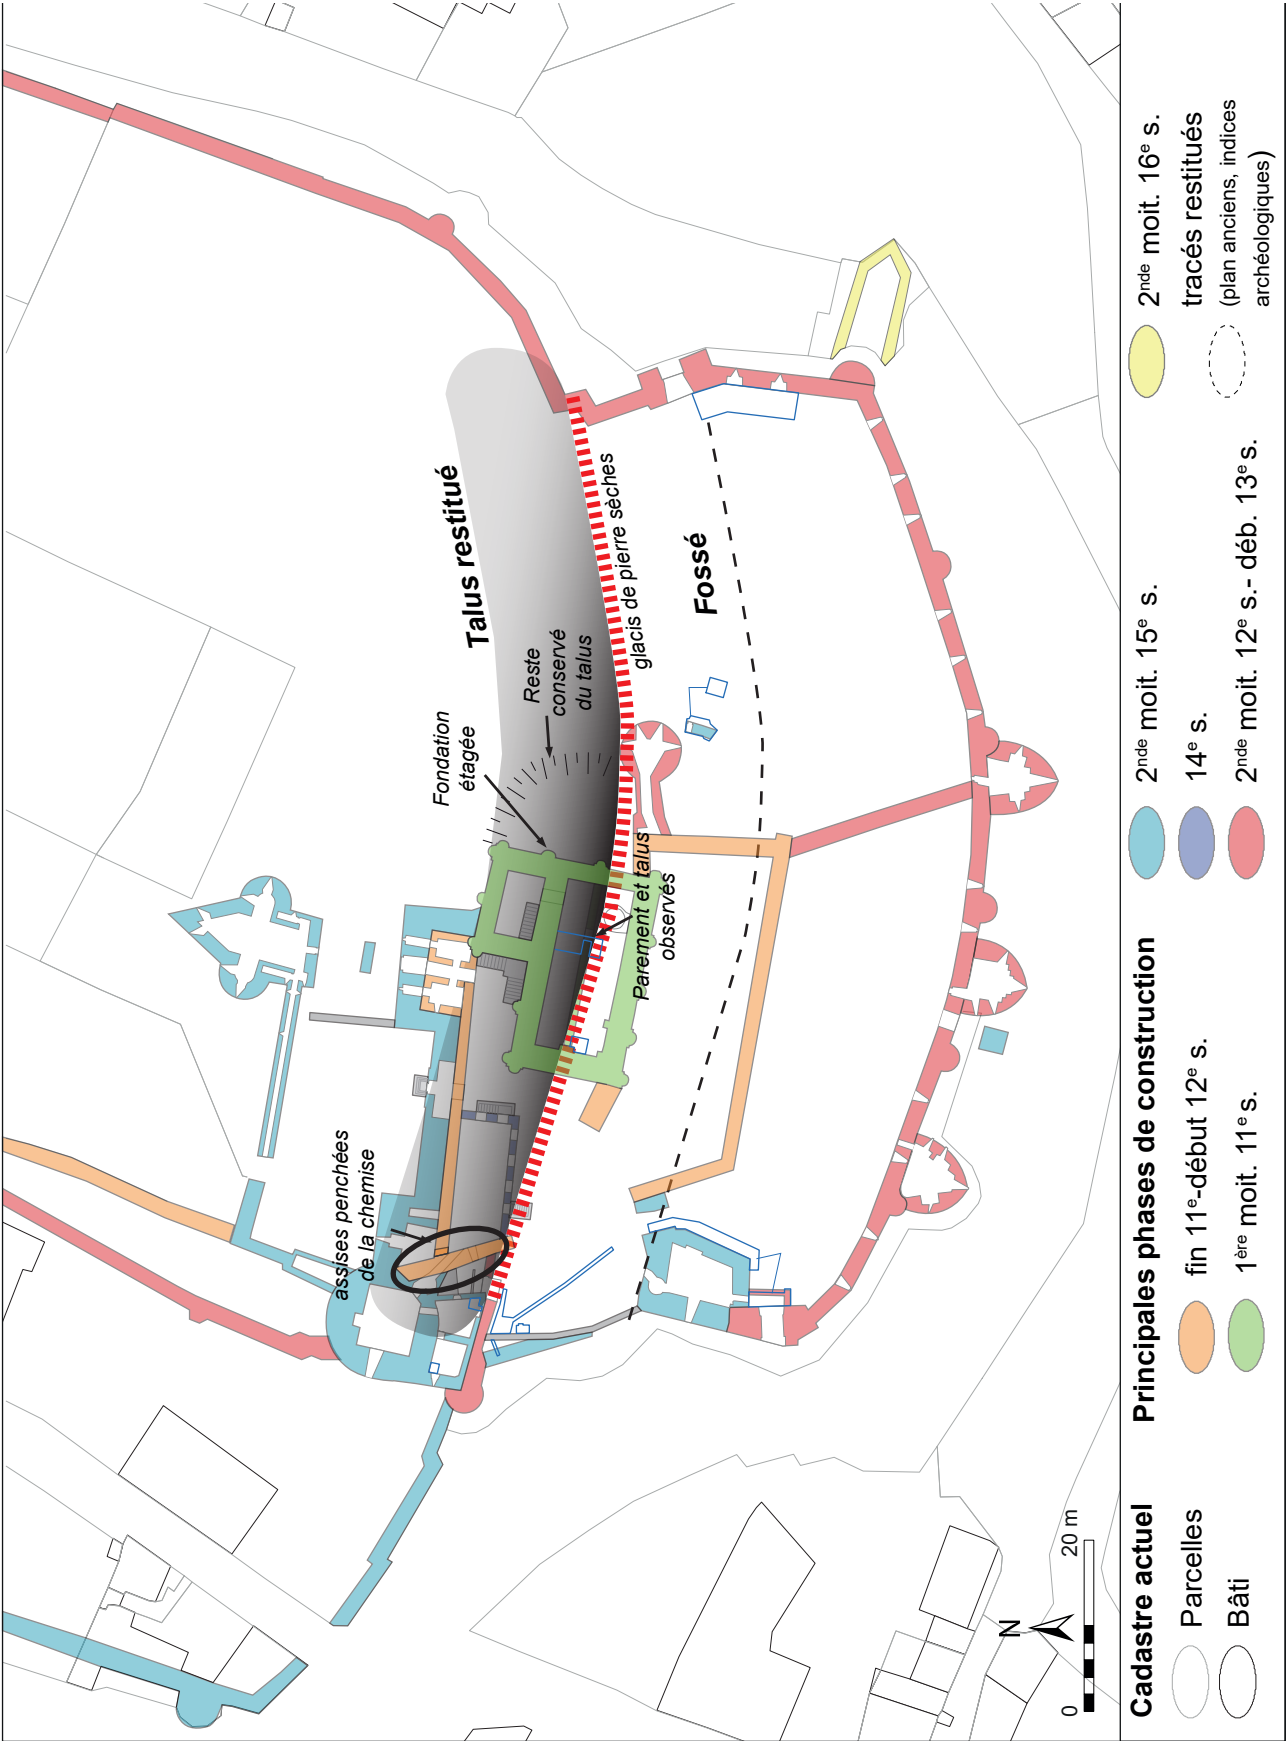 Talus restitué
Fondation
étagée
Reste
conservé
du talus
glacis de pierre sèches
Fossé
assises penchées
de la chemise
Parement et talus
observés
N
0 20 m
Cadastre actuel
Parcelles
Bâti
Principales phases de construction
fin 11e-début 12e s.
1ère moit. 11e s.
2nde moit. 15e s.
14e s.
2nde moit. 12e s.- déb. 13e s.
2nde moit. 16e s.
tracés restitués
(plan anciens, indices
archéologiques)